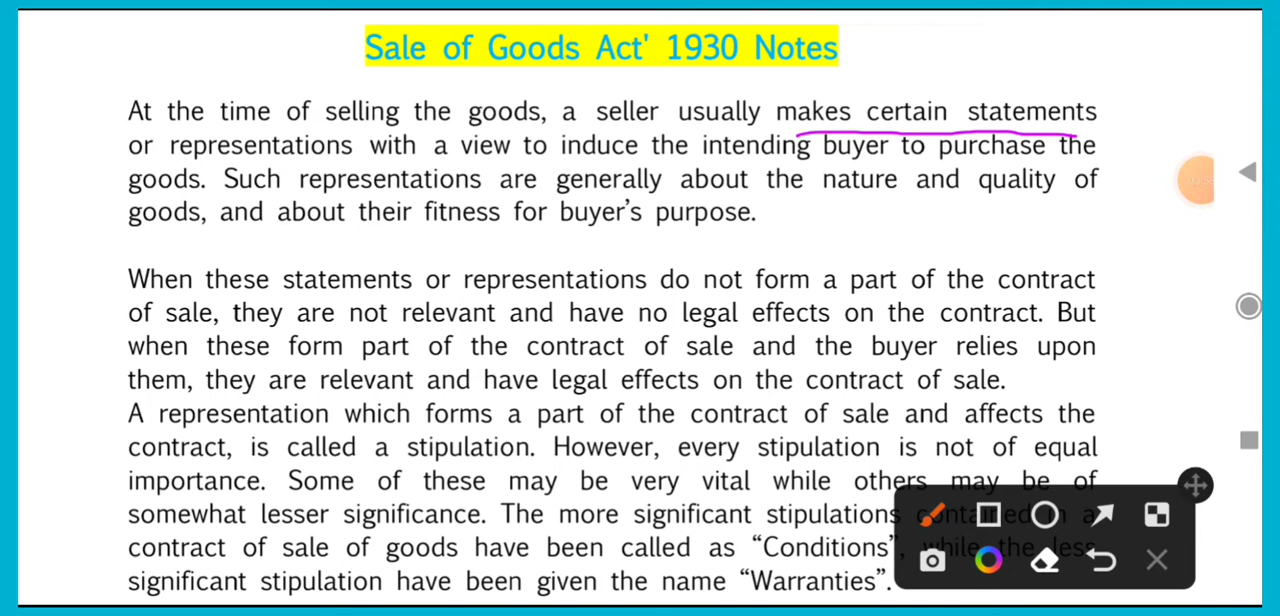 Sale of Goods Act' 1930 Notes
At the time of selling the goods, a seller usually makes certain statements
or representations with a view to induce the intending buyer to purchase the
goods. Such representations are generally about the nature and quality of
goods, and about their fitness for buyer's purpose.
When these statements or representations do not form a part of the contract
of sale, they are not relevant and have no legal effects on the contract. But
when these form part of the contract of sale and the buyer relies upon
them, they are relevant and have legal effects on the contract of sale.
A representation which forms a part of the contract of sale and affects the
contract, is called a stipulation. However, every stipulation is not of equal
importance. Some of these may be very vital while others may be of
somewhat lesser significance. The more significant stipulations contained in a
contract of sale of goods have been called as “Conditions”, while the less
significant stipulation have been given the name “Warranties”.